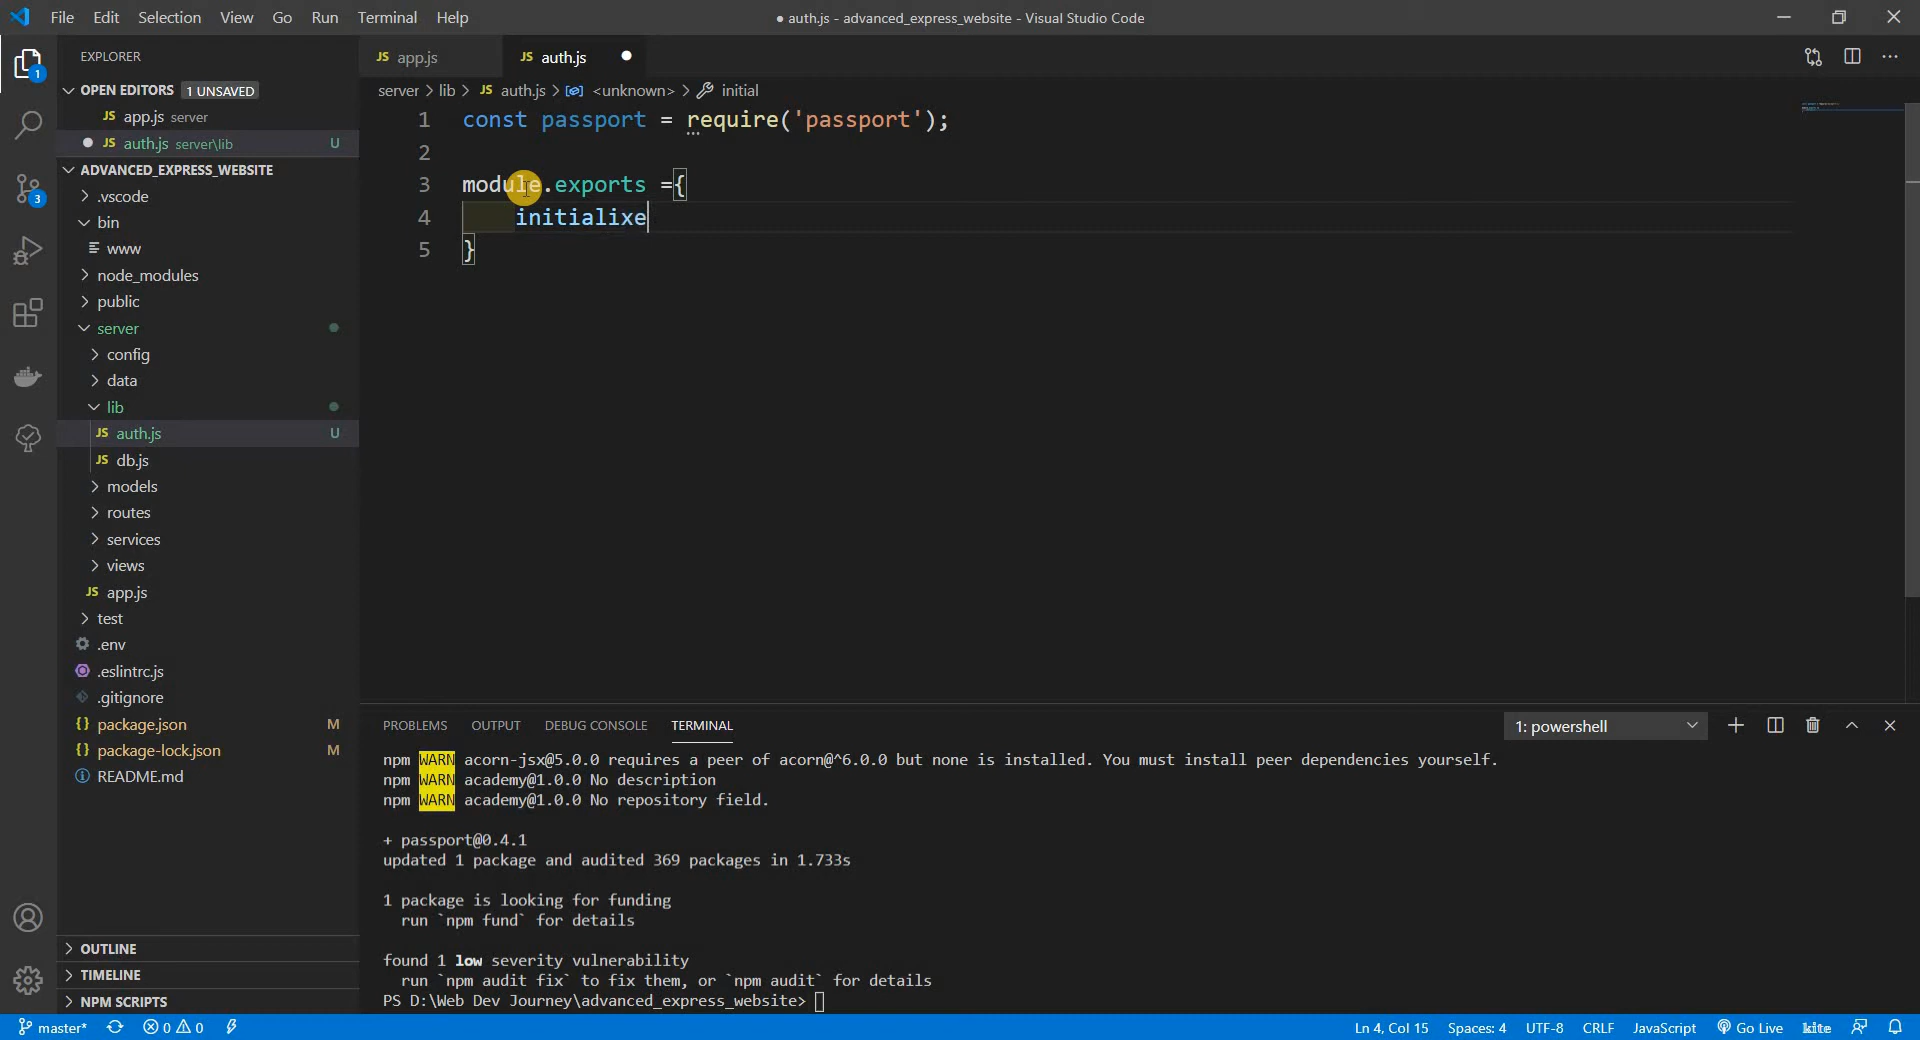 File Edit Selection View Go Run Terminal Help
● auth.js - advanced_express_website - Visual Studio Code
EXPLORER
OPEN EDITORS 1 UNSAVED
JS app.js server
JS auth.js server\lib U
ADVANCED_EXPRESS_WEBSITE
.vscode
bin
www
node_modules
public
server
config
data
lib
JS auth.js U
JS db.js
models
routes
services
views
JS app.js
test
.env
.eslintrc.js
.gitignore
{} package.json M
{} package-lock.json M
README.md
OUTLINE
TIMELINE
NPM SCRIPTS
1
3
JS app.js
JS auth.js
server > lib > JS auth.js > <unknown> > initial
1 const passport = require('passport');
2
3 module.exports ={
4 initialixe
5 }
PROBLEMS OUTPUT DEBUG CONSOLE TERMINAL
1: powershell
npm WARN acorn-jsx@5.0.0 requires a peer of acorn@^6.0.0 but none is installed. You must install peer dependencies yourself.
npm WARN academy@1.0.0 No description
npm WARN academy@1.0.0 No repository field.
+ passport@0.4.1
updated 1 package and audited 369 packages in 1.733s
1 package is looking for funding
run `npm fund` for details
found 1 low severity vulnerability
run `npm audit fix` to fix them, or `npm audit` for details
PS D:\Web Dev Journey\advanced_express_website>
master* 0 0
Ln 4, Col 15 Spaces: 4 UTF-8 CRLF JavaScript Go Live kite